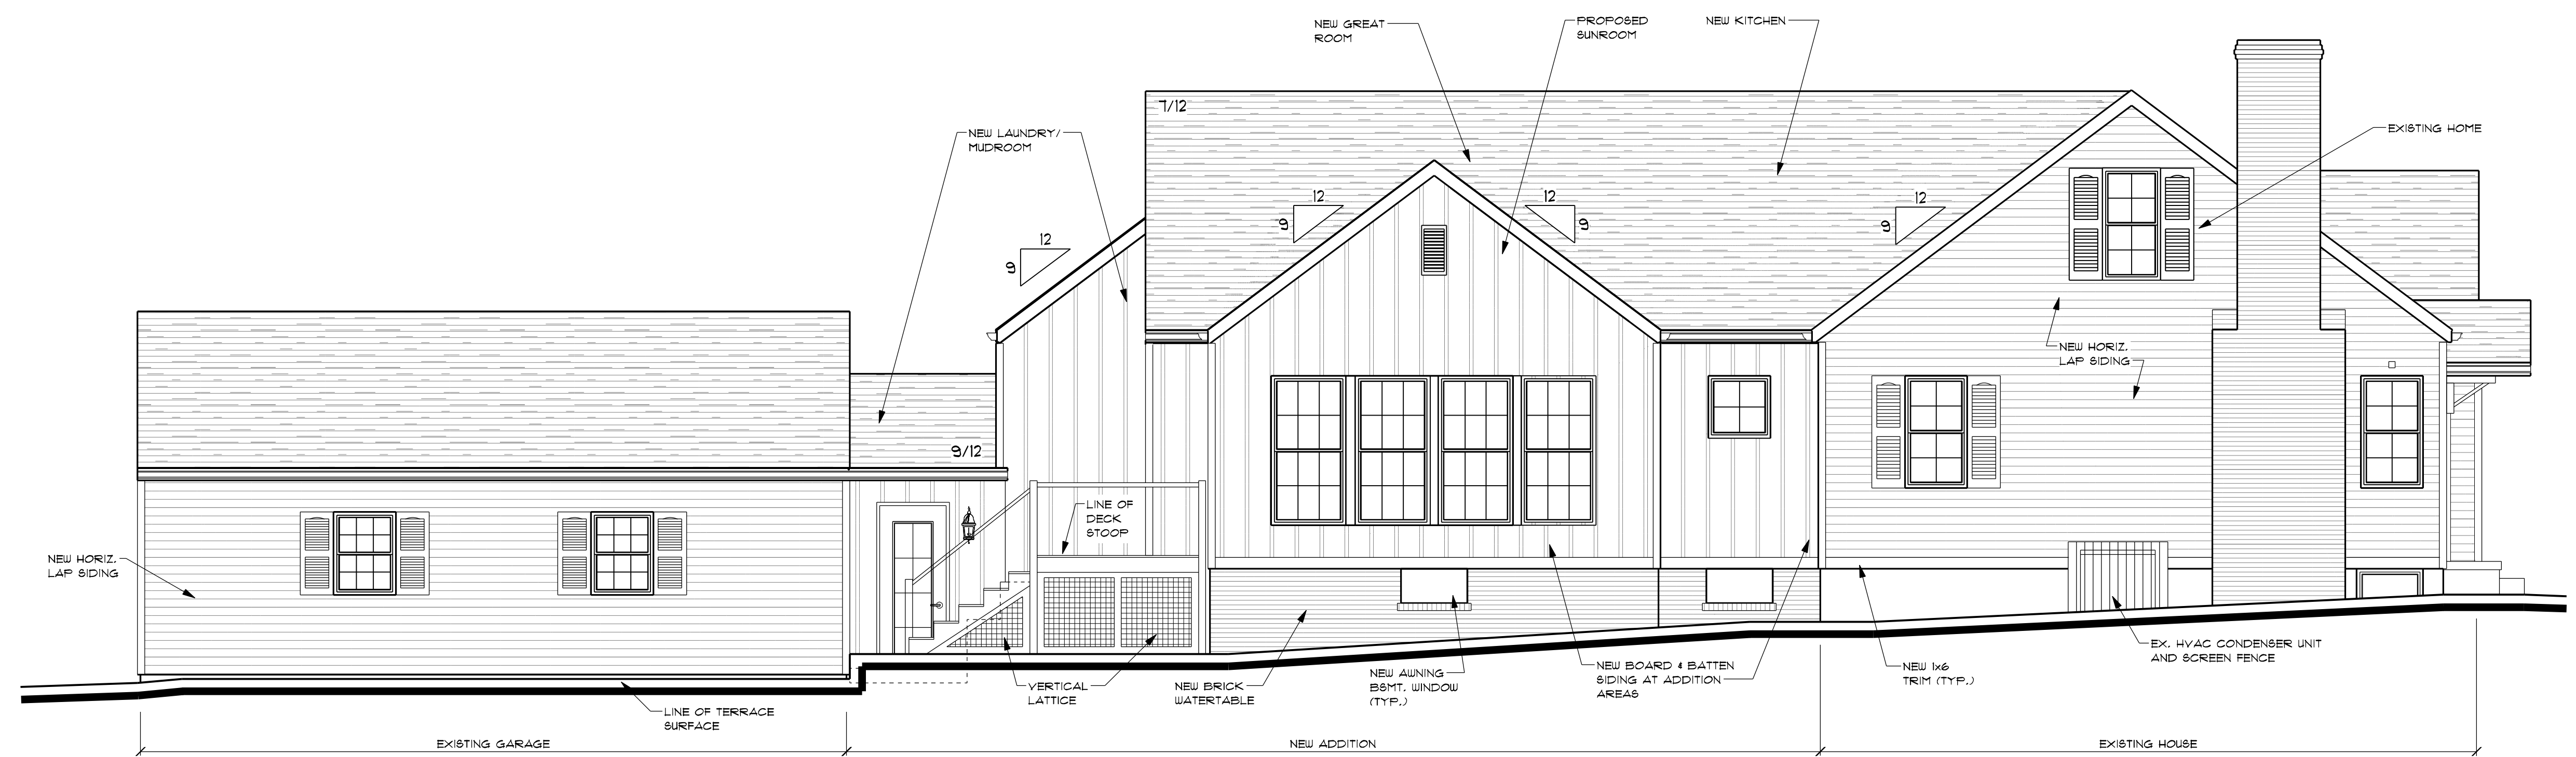 NEW GREAT
ROOM
PROPOSED
SUNROOM
NEW KITCHEN
7/12
NEW LAUNDRY/
MUDROOM
EXISTING HOME
12
9
12
9
12
9
12
9
NEW HORIZ.
LAP SIDING
9/12
LINE OF
DECK
STOOP
NEW HORIZ.
LAP SIDING
EX. HVAC CONDENSER UNIT
AND SCREEN FENCE
NEW 1x6
TRIM (TYP.)
NEW BOARD & BATTEN
SIDING AT ADDITION
AREAS
NEW AWNING
BSMT. WINDOW
(TYP.)
NEW BRICK
WATERTABLE
VERTICAL
LATTICE
LINE OF TERRACE
SURFACE
EXISTING GARAGE
NEW ADDITION
EXISTING HOUSE